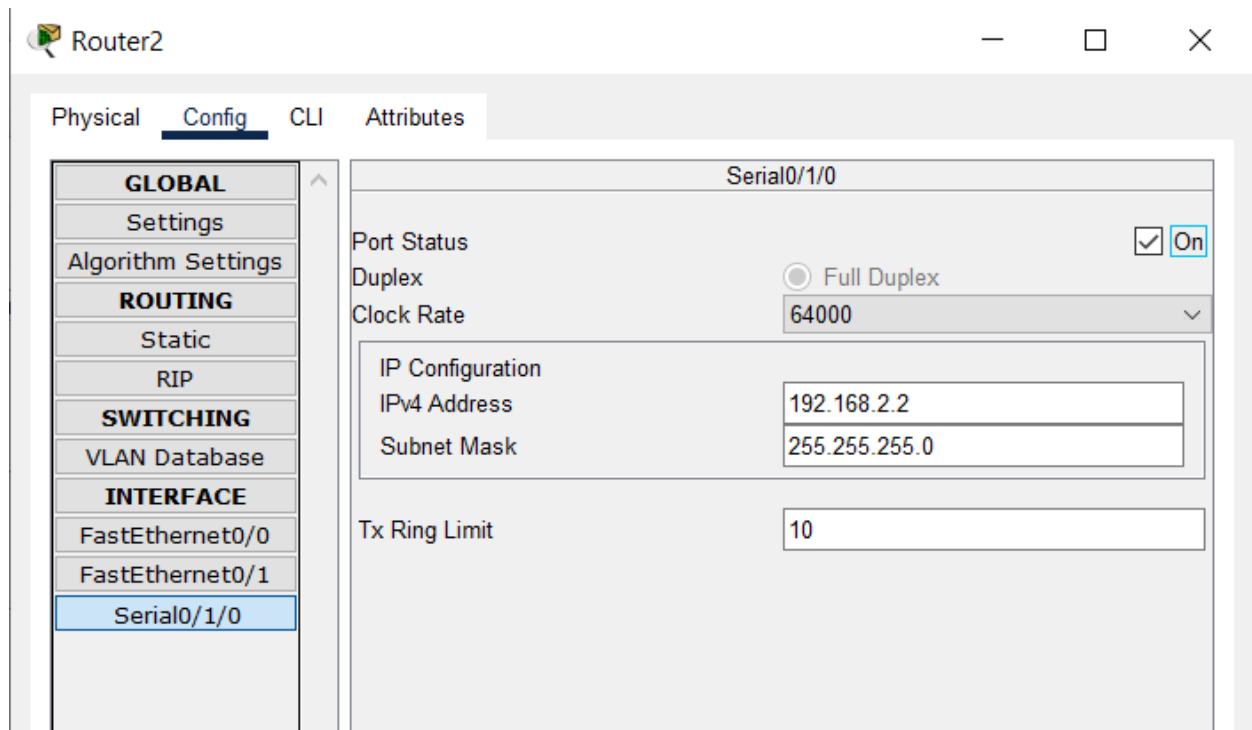 Router2
Physical Config CLI Attributes
GLOBAL
Settings
Algorithm Settings
ROUTING
Static
RIP
SWITCHING
VLAN Database
INTERFACE
FastEthernet0/0
FastEthernet0/1
Serial0/1/0
Serial0/1/0
Port Status On
Duplex Full Duplex
Clock Rate 64000
IP Configuration
IPv4 Address 192.168.2.2
Subnet Mask 255.255.255.0
Tx Ring Limit 10